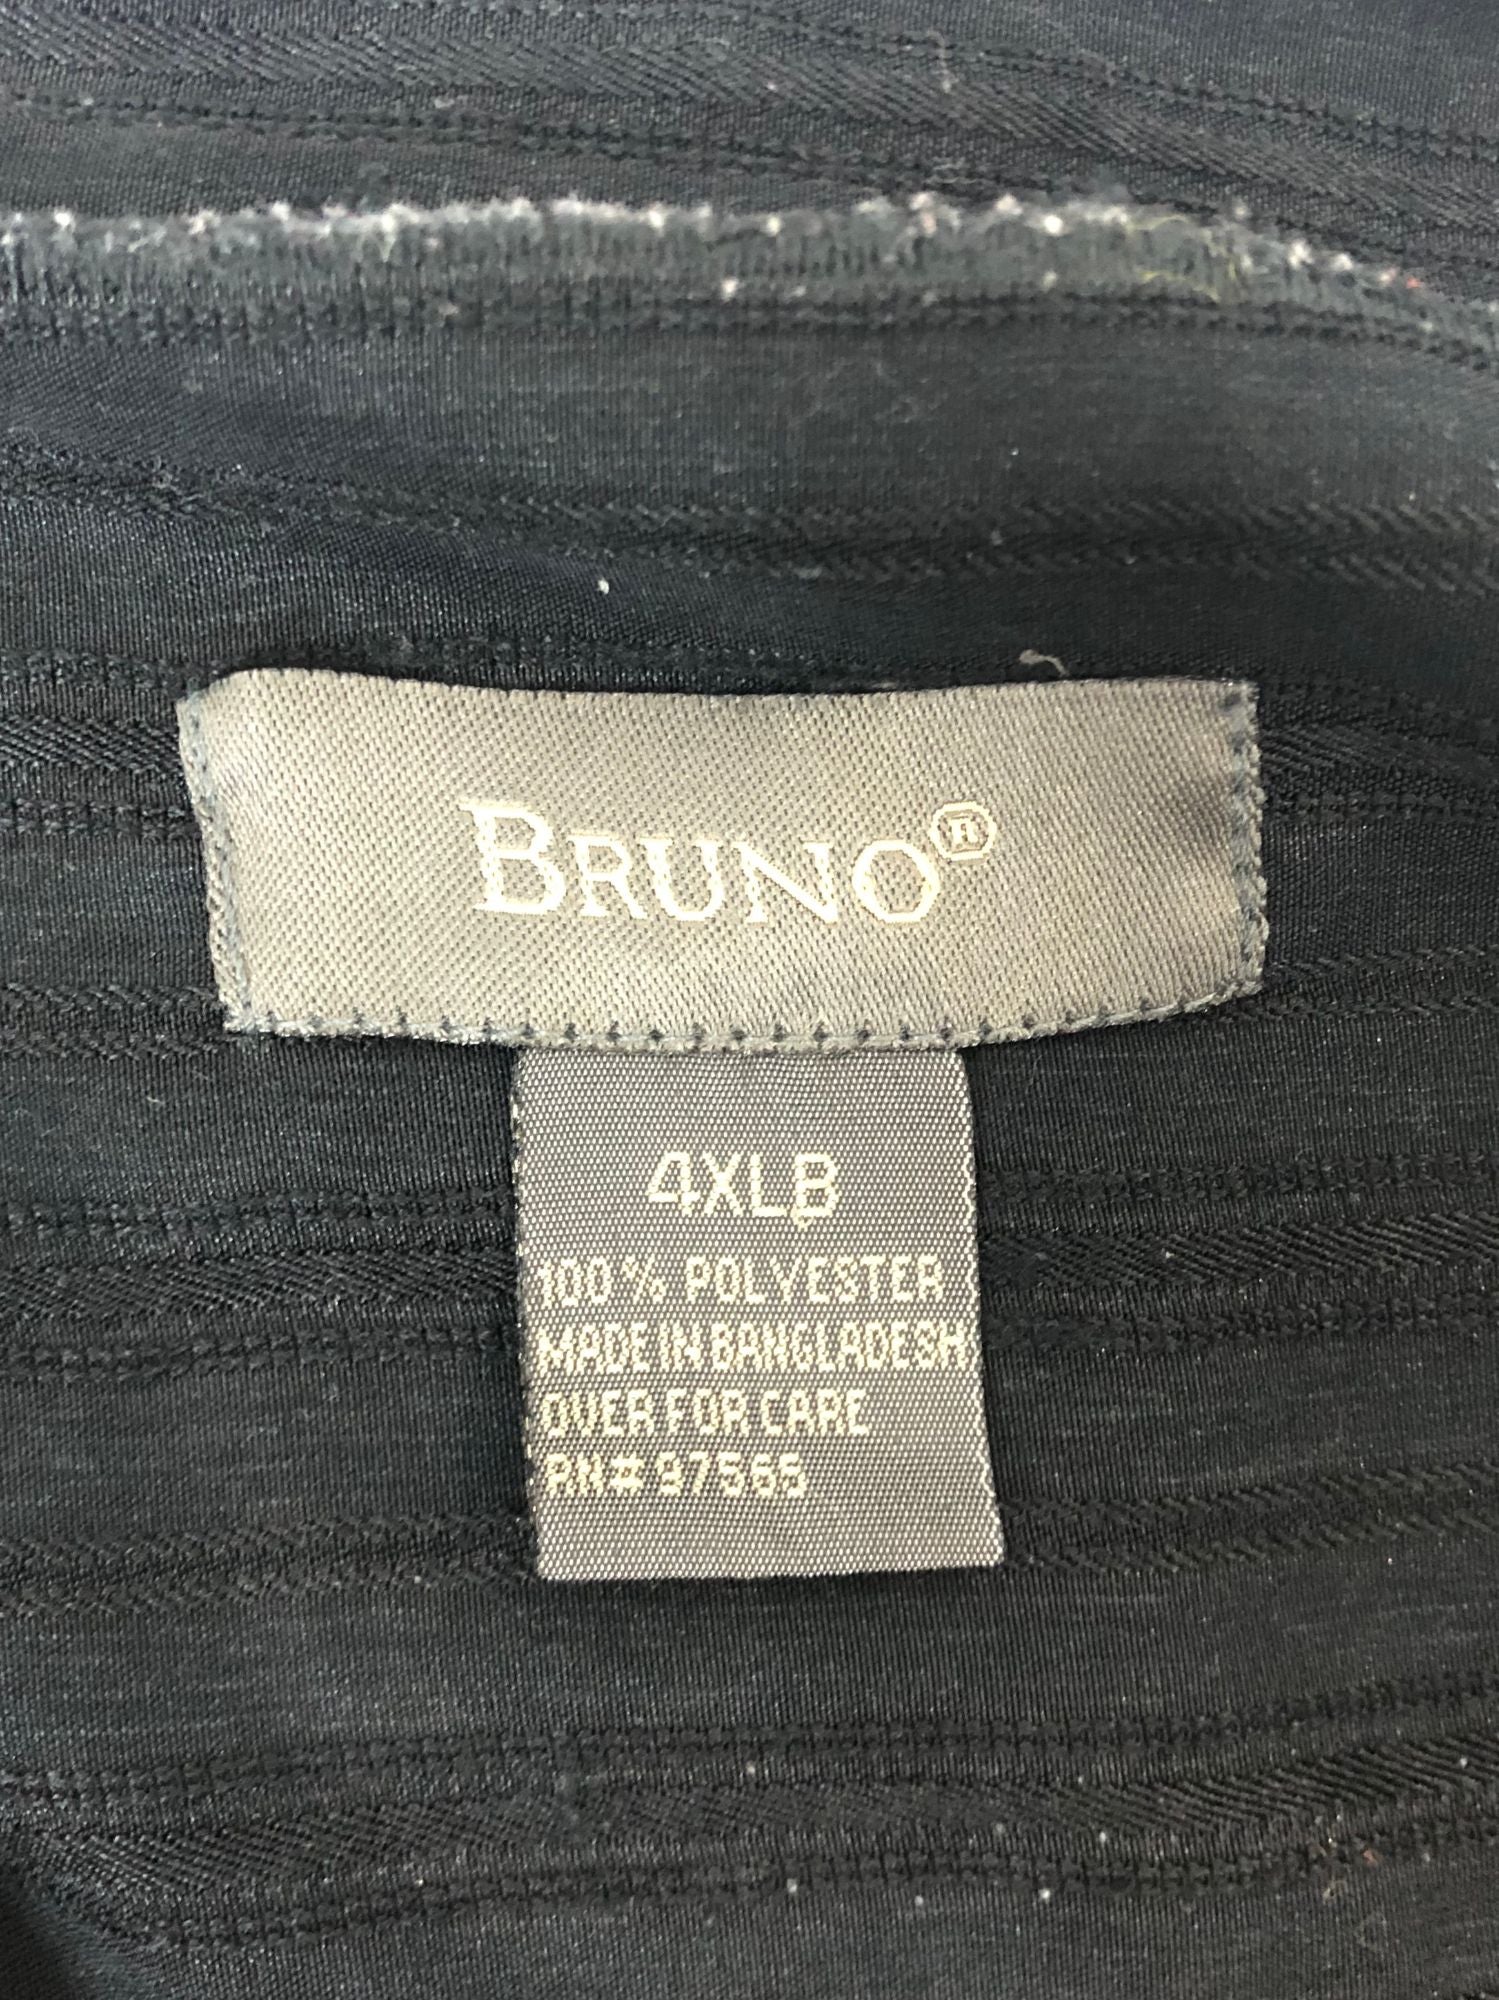 BRUNO®
4XLB
100% POLYESTER
MADE IN BANGLADESH
OVER FOR CARE
RN# 97565